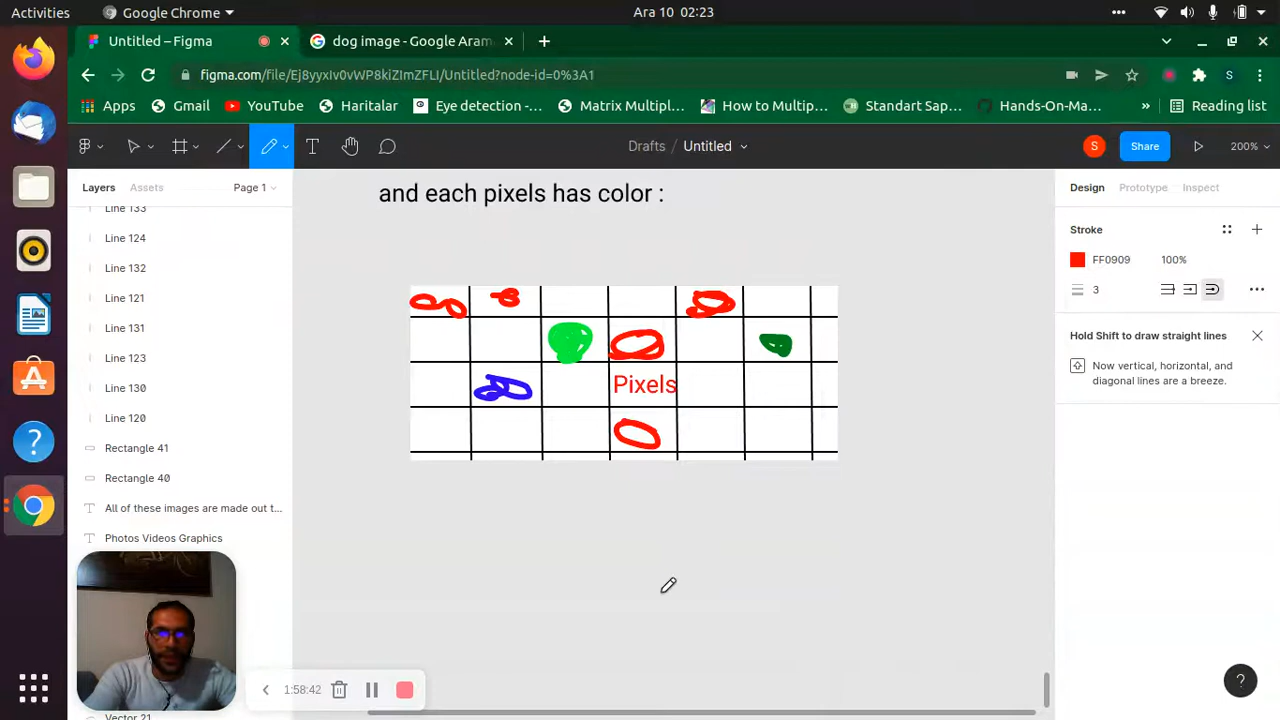 Activities
Google Chrome
Ara 10 02:23
Untitled – Figma
dog image - Google Aram
figma.com/file/Ej8yyxIv0vWP8kiZImZFLI/Untitled?node-id=0%3A1
S
Apps
Gmail
YouTube
Haritalar
Eye detection -...
Matrix Multipl...
How to Multip...
Standart Sap...
Hands-On-Ma...
»
Reading list
Drafts / Untitled
S
Share
200%
Layers
Assets
Page 1
Design
Prototype
Inspect
and each pixels has color :
Line 133
Line 124
Line 132
Line 121
Line 131
Line 123
Line 130
Line 120
Rectangle 41
Rectangle 40
All of these images are made out t...
Photos Videos Graphics
Vector 21
Pixels
Stroke
FF0909
100%
3
Hold Shift to draw straight lines
Now vertical, horizontal, and
diagonal lines are a breeze.
1:58:42
?